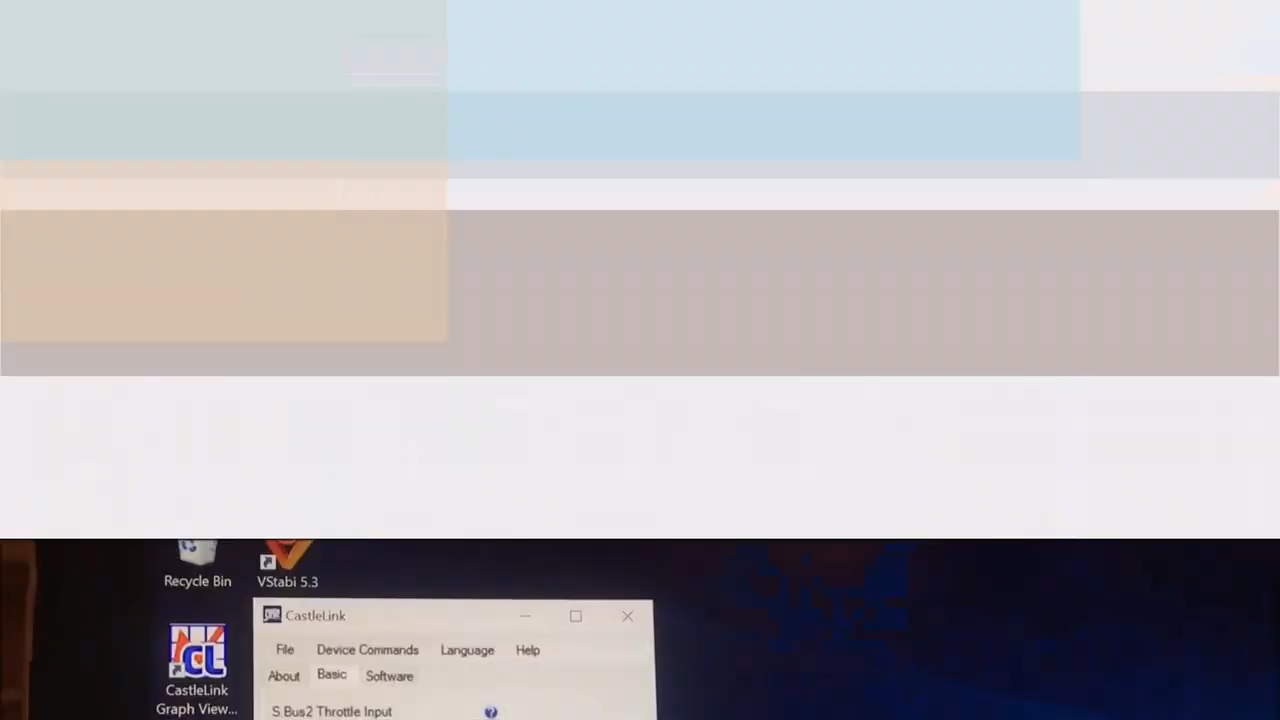 Recycle Bin
VStabi 5.3
CastleLink
File Device Commands Language Help
About Basic Software
CastleLink
Graph View...
S.Bus2 Throttle Input